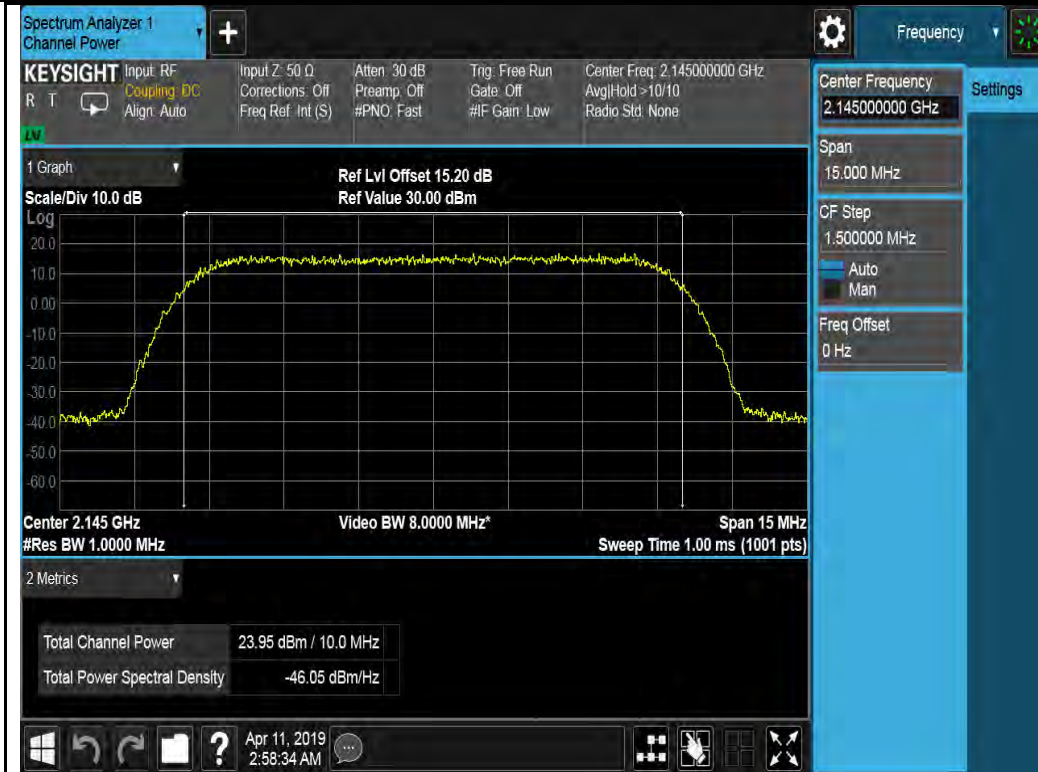 Spectrum Analyzer 1
Channel Power
+
Frequency
KEYSIGHT
R T
LV
Input: RF
Coupling: DC
Align: Auto
Input Z: 50 Ω
Corrections: Off
Freq Ref: Int (S)
Atten: 30 dB
Preamp: Off
#PNO: Fast
Trig: Free Run
Gate: Off
#IF Gain: Low
Center Freq: 2.145000000 GHz
Avg|Hold >10/10
Radio Std: None
Center Frequency
2.145000000 GHz
Settings
Span
15.000 MHz
CF Step
1.500000 MHz
Auto
Man
Freq Offset
0 Hz
1 Graph
Scale/Div 10.0 dB
Ref Lvl Offset 15.20 dB
Ref Value 30.00 dBm
Log
20.0
10.0
0.00
-10.0
-20.0
-30.0
-40.0
-50.0
-60.0
Center 2.145 GHz
#Res BW 1.0000 MHz
Video BW 8.0000 MHz*
Span 15 MHz
Sweep Time 1.00 ms (1001 pts)
2 Metrics
Total Channel Power 23.95 dBm / 10.0 MHz
Total Power Spectral Density -46.05 dBm/Hz
?
Apr 11, 2019
2:58:34 AM